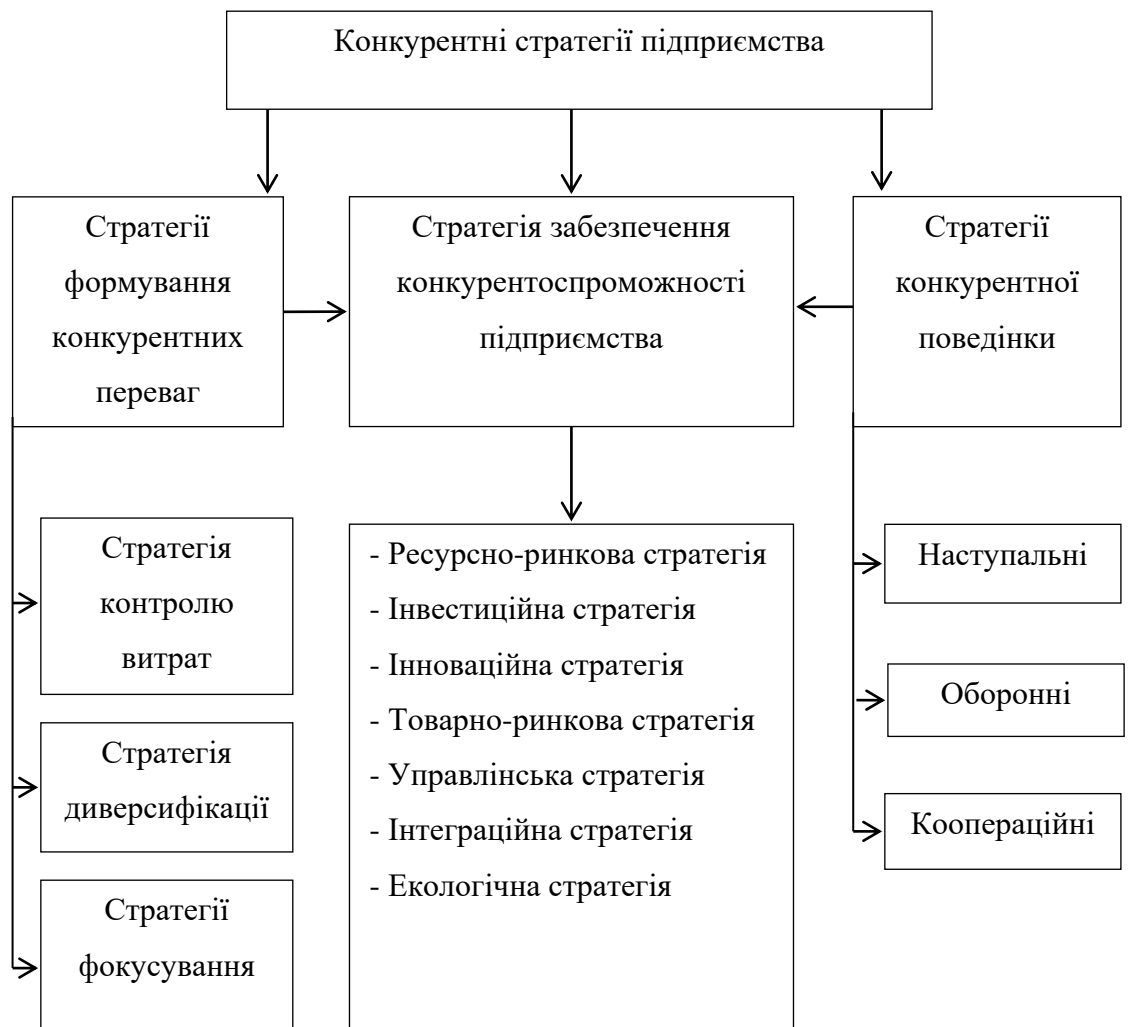 Конкурентні стратегії підприємства
Стратегії
формування
конкурентних
переваг
Стратегія забезпечення
конкурентоспроможності
підприємства
Стратегії
конкурентної
поведінки
Стратегія
контролю
витрат
Стратегія
диверсифікації
Стратегії
фокусування
- Ресурсно-ринкова стратегія
- Інвестиційна стратегія
- Інноваційна стратегія
- Товарно-ринкова стратегія
- Управлінська стратегія
- Інтеграційна стратегія
- Екологічна стратегія
Наступальні
Оборонні
Коопераційні